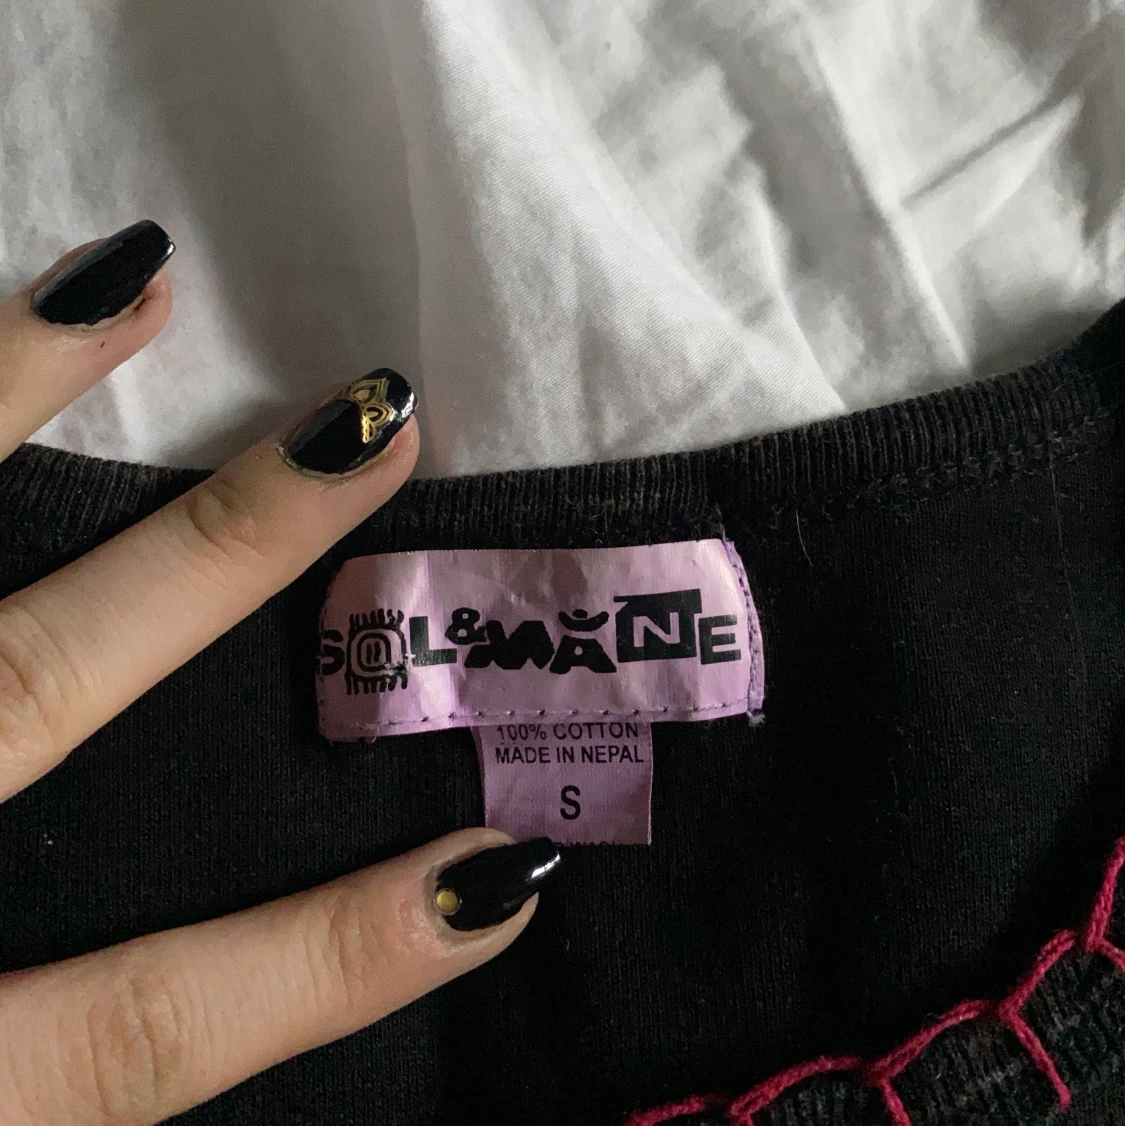 SOL&MANE
100% COTTON
MADE IN NEPAL
S